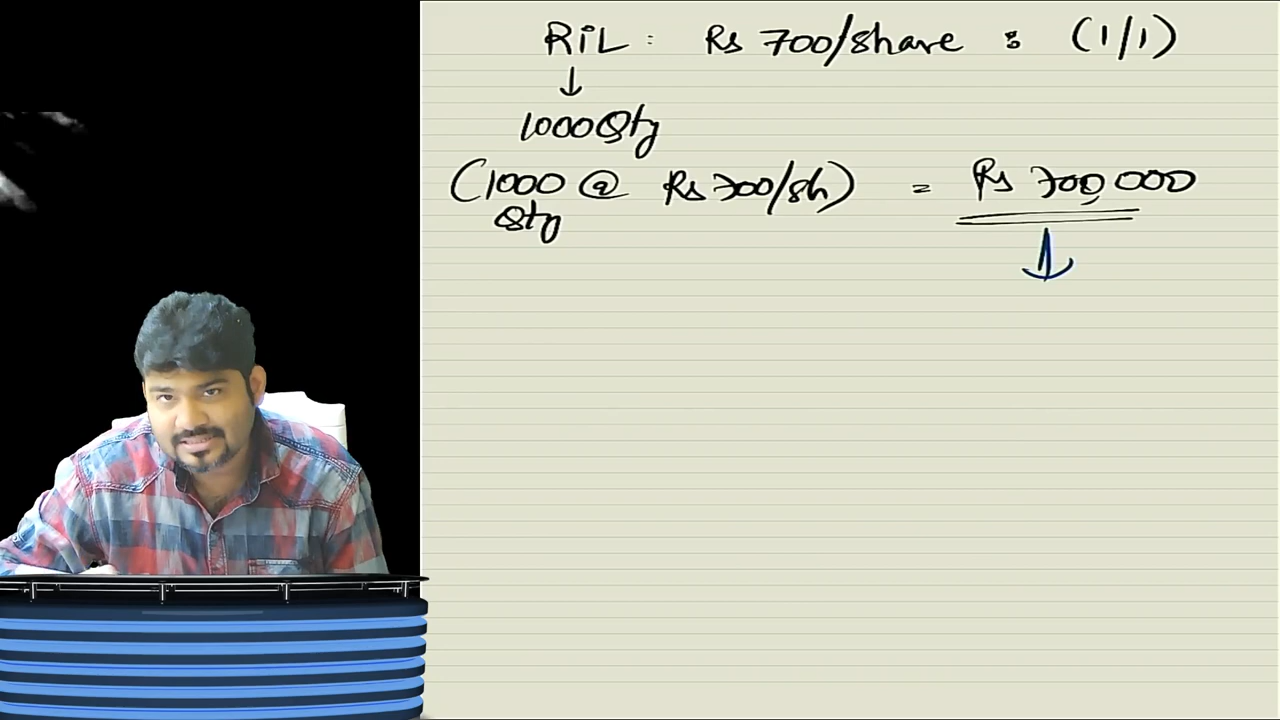 RiL : Rs 700/share : (1/1)
↓
1000 Qty
(1000 @ Rs 700/sh) = Rs 700,000
Qty
↓